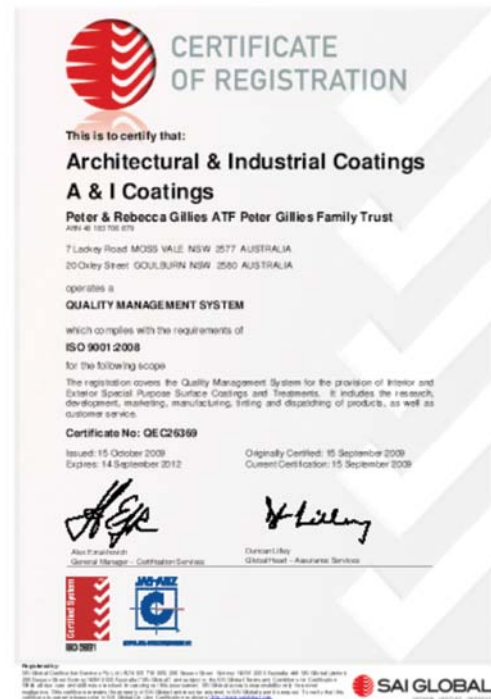 CERTIFICATE
OF REGISTRATION
This is to certify that:
Architectural & Industrial Coatings
A & I Coatings
Peter & Rebecca Gillies ATF Peter Gillies Family Trust
7 Lackey Road MOSS VALE NSW 2577 AUSTRALIA
20 Oxley Street GOULBURN NSW 2580 AUSTRALIA
operates a
QUALITY MANAGEMENT SYSTEM
which complies with the requirements of
ISO 9001:2008
for the following scope
The registration covers the Quality Management System for the provision of Interior and
Exterior Special Purpose Surface Coatings and Treatments. It includes the research,
development, marketing, manufacturing, tinting and dispatching of products, as well as
customer service.
Certificate No: QEC26369
Issued: 15 October 2009 Originally Certified: 15 September 2009
Expires: 14 September 2012 Current Certification: 15 September 2009
Alex Duncan Lilley
General Manager - Certification Services Global Head - Assurance Services
Certified System
JAS-ANZ
SAI GLOBAL